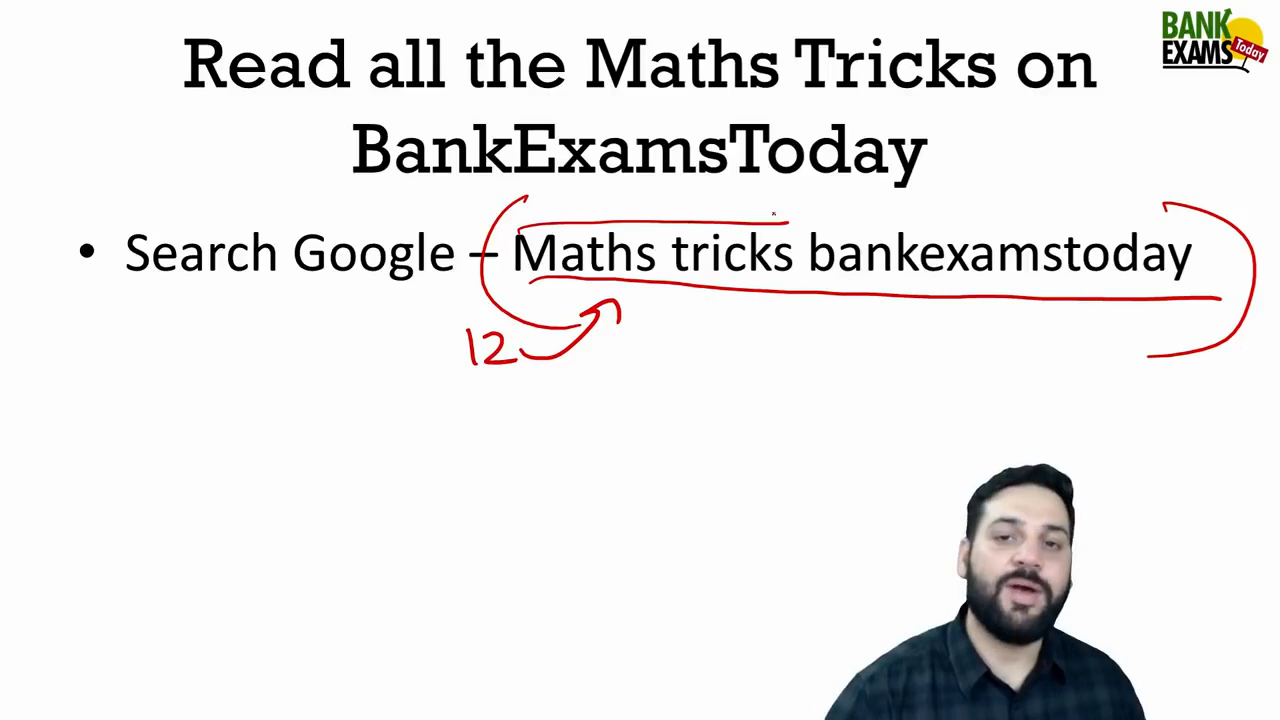 BANK
EXAMS Today
Read all the Maths Tricks on
BankExamsToday
• Search Google – Maths tricks bankexamstoday
12